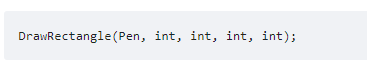 DrawRectangle(Pen, int, int, int, int);